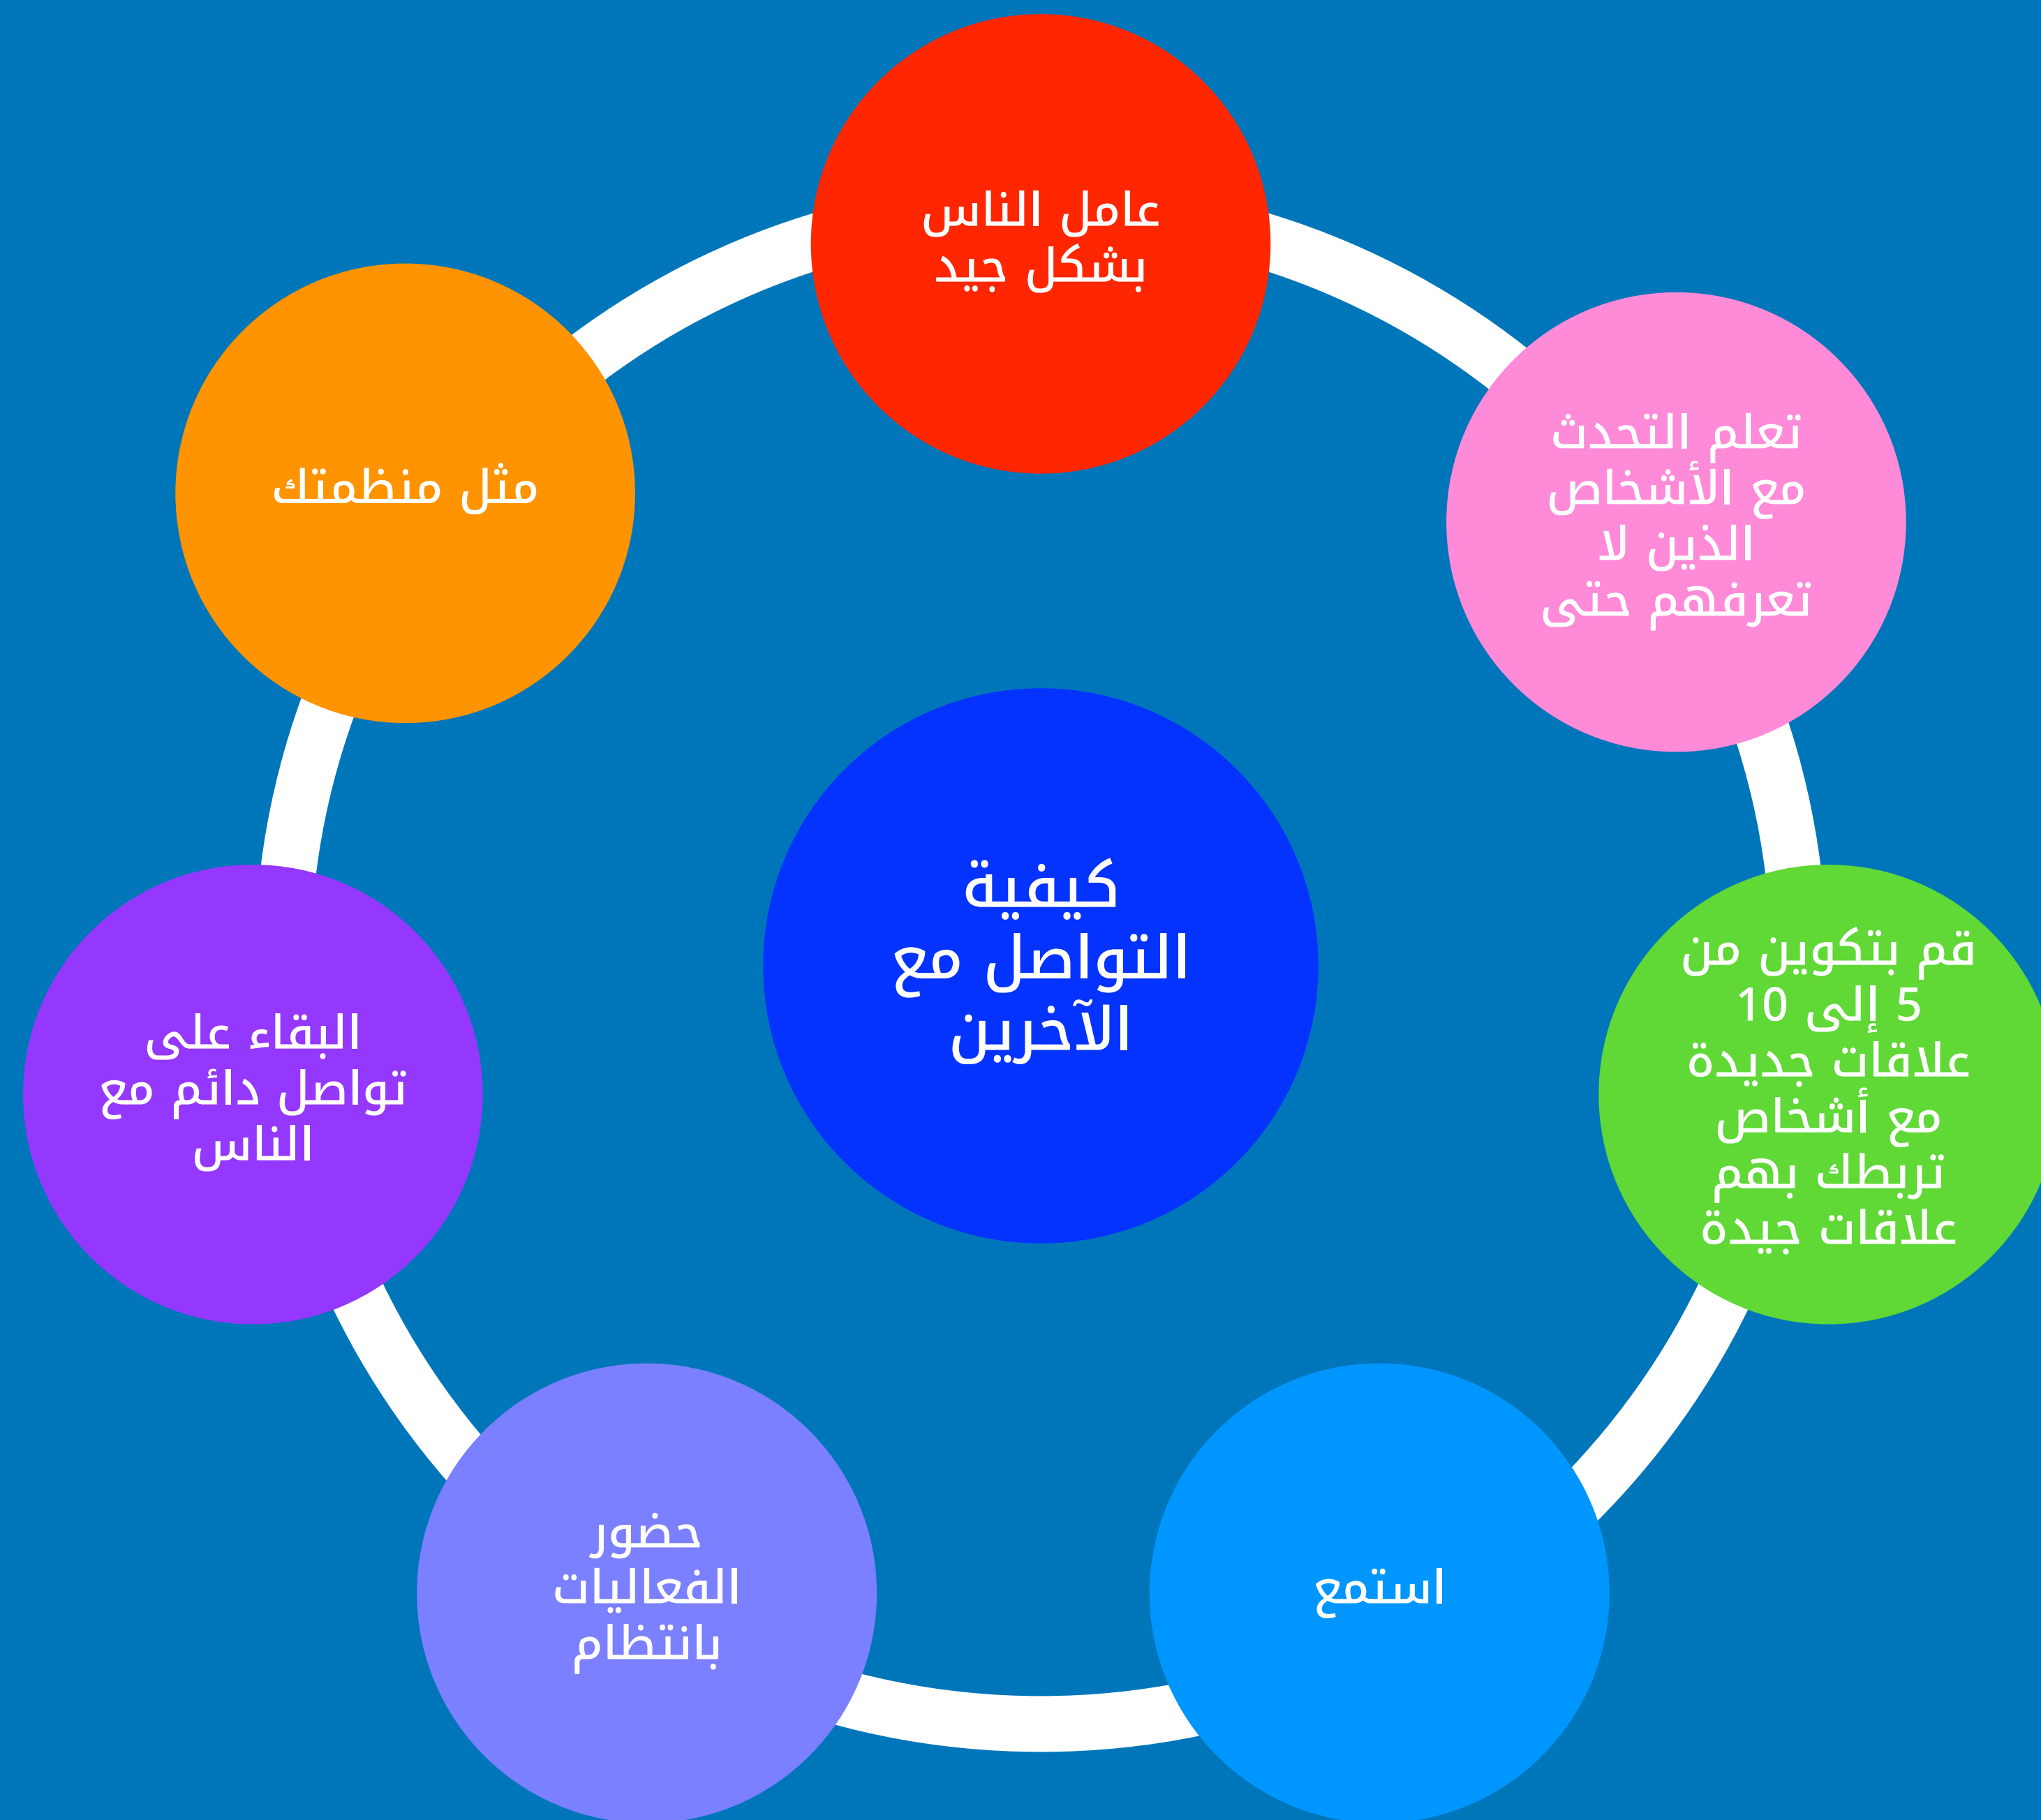 عامل الناس
بشكل جيد
تعلم التحدث
مع الأشخاص
الذين لا
تعرفهم حتى
قم بتكوين من
5 إلى 10
علاقات جديدة
مع أشخاص
تربطك بهم
علاقات جيدة
استمع
حضور
الفعاليات
بانتظام
البقاء على
تواصل دائم مع
الناس
مثل منظمتك
كيفية
التواصل مع
الآخرين